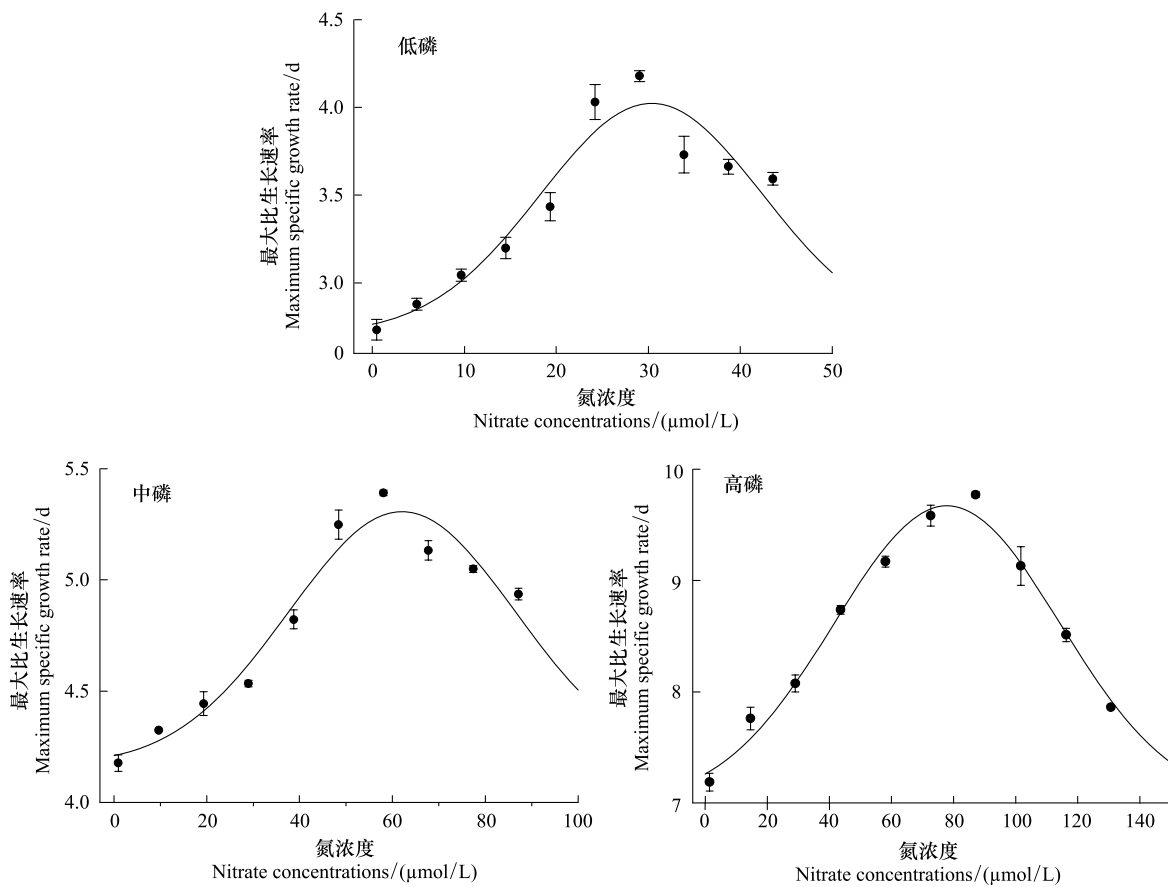 低磷
4.5
4.0
3.5
3.0
0
最大比生长速率
Maximum specific growth rate/d
0 10 20 30 40 50
氮浓度
Nitrate concentrations/(μmol/L)
中磷
5.5
5.0
4.5
4.0
最大比生长速率
Maximum specific growth rate/d
0 20 40 60 80 100
氮浓度
Nitrate concentrations/(μmol/L)
高磷
10
9
8
7
最大比生长速率
Maximum specific growth rate/d
0 20 40 60 80 100 120 140
氮浓度
Nitrate concentrations/(μmol/L)